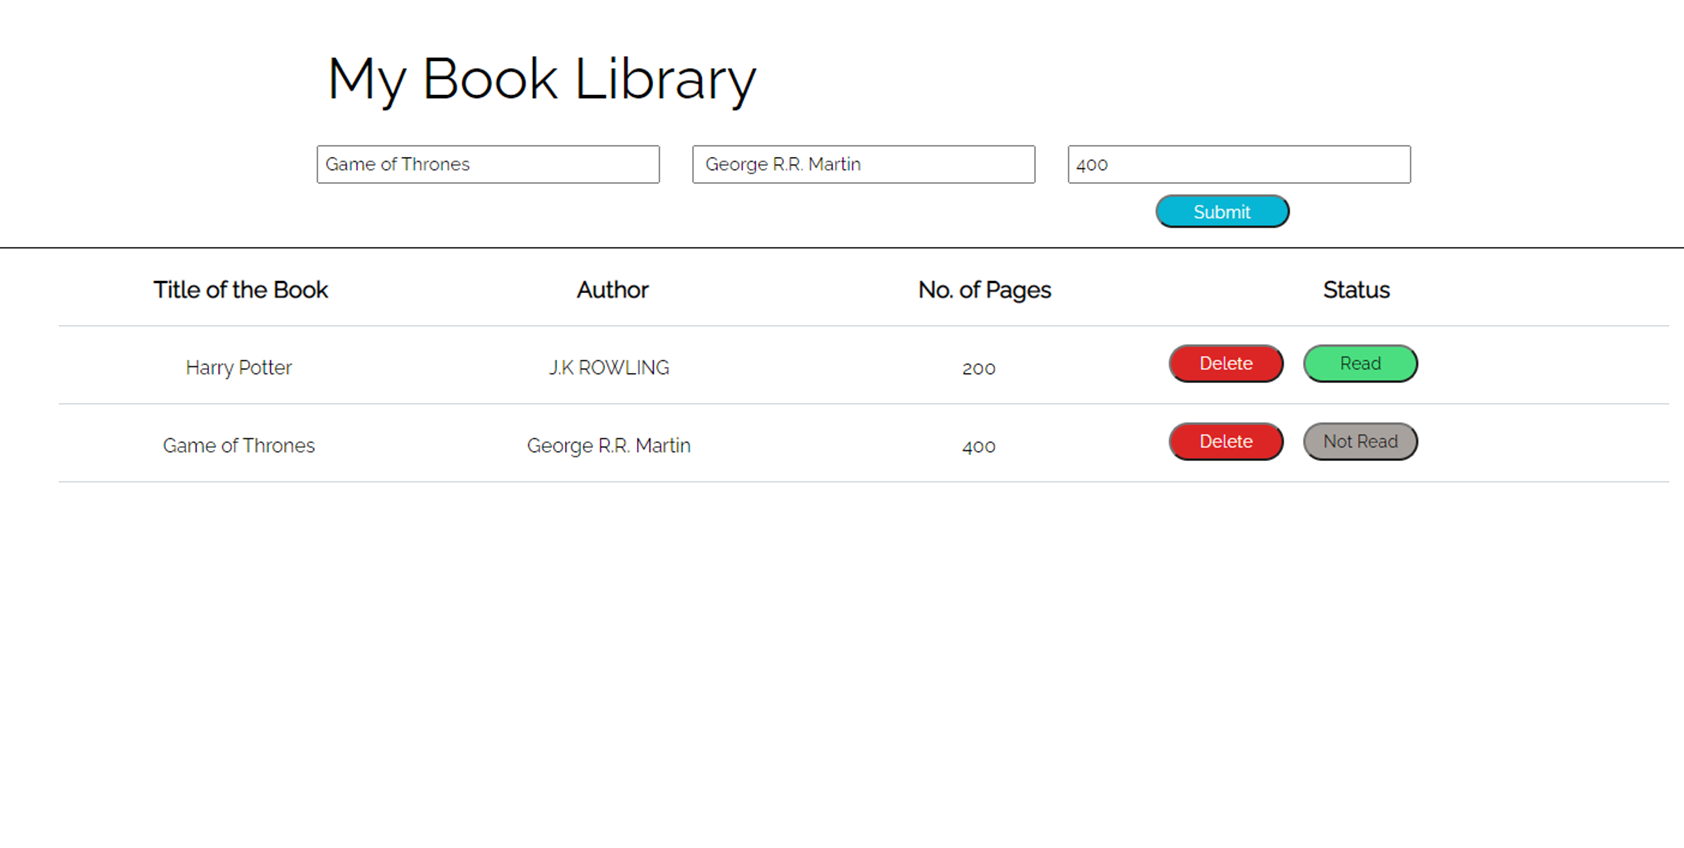 My Book Library
Game of Thrones George R.R. Martin 400
Submit
Title of the Book Author No. of Pages Status
Harry Potter J.K ROWLING 200 Delete Read
Game of Thrones George R.R. Martin 400 Delete Not Read